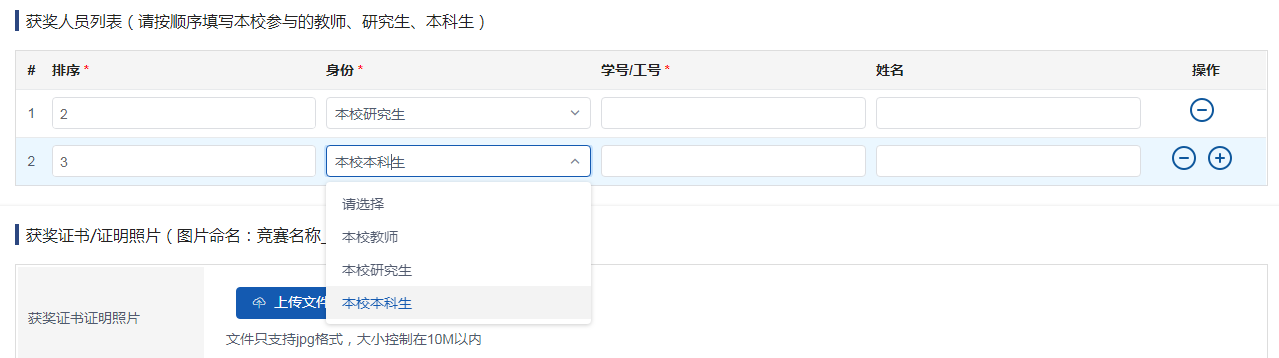 获奖人员列表（请按顺序填写本校参与的教师、研究生、本科生）
# 排序 * 身份 * 学号/工号 * 姓名 操作
1 2 本校研究生
2 3 本校本科生
请选择
本校教师
本校研究生
本校本科生
获奖证书/证明照片（图片命名：竞赛名称_
获奖证书证明照片
上传文件
文件只支持jpg格式，大小控制在10M以内